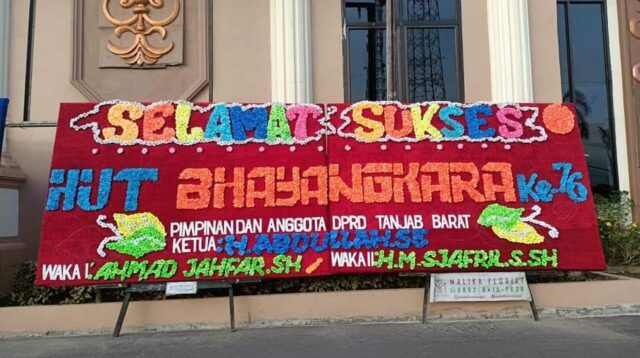 SELAMAT SUKSES
HUT BHAYANGKARA Ke-76
PIMPINAN DAN ANGGOTA DPRD TANJAB BARAT
KETUA: H. ABDULLAH.SE
WAKA I: AHMAD JAHFAR.SH WAKA II: H.M SJAFRIL.S.SH
MALIKA FLORIST